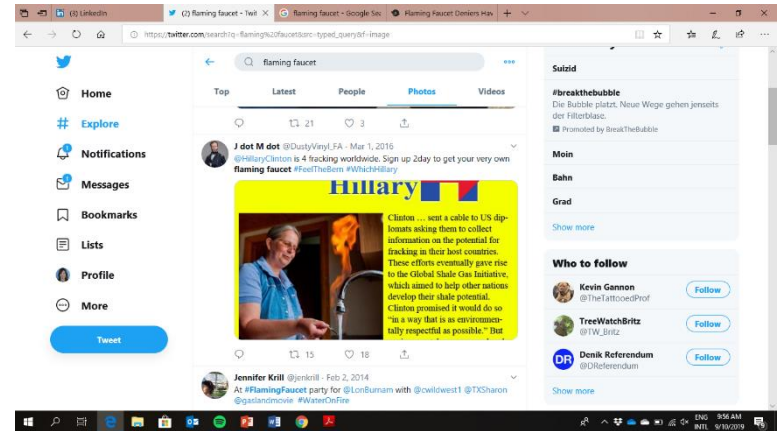 (3) LinkedIn
(2) flaming faucet - Twit
flaming faucet - Google Sea
Flaming Faucet Deniers Hav
https://twitter.com/search?q=flaming%20faucet&src=typed_query&f=image
flaming faucet
Top Latest People Photos Videos
Home
Explore
Notifications
Messages
Bookmarks
Lists
Profile
More
Tweet
21 3
J dot M dot @DustyVinyl_FA · Mar 1, 2016
@HillaryClinton is 4 fracking worldwide. Sign up 2day to get your very own
flaming faucet #FeelTheBern #WhichHillary
Hillary
Clinton … sent a cable to US dip-
lomats asking them to collect
information on the potential for
fracking in their host countries.
These efforts eventually gave rise
to the Global Shale Gas Initiative,
which aimed to help other nations
develop their shale potential.
Clinton promised it would do so
"in a way that is as environmen-
tally respectful as possible." But
15 18
Jennifer Krill @jenkrill · Feb 2, 2014
At #FlamingFaucet party for @LonBurnam with @cwildwest1 @TXSharon
@gaslandmovie #WaterOnFire
Suizid
#breakthebubble
Die Bubble platzt. Neue Wege gehen jenseits
der Filterblase.
Promoted by BreakTheBubble
Moin
Bahn
Grad
Show more
Who to follow
Kevin Gannon
@TheTattooedProf
Follow
TreeWatchBritz
@TW_Britz
Follow
DR
Denik Referendum
@DReferendum
Follow
Show more
ENG 9:56 AM
INTL 9/10/2019